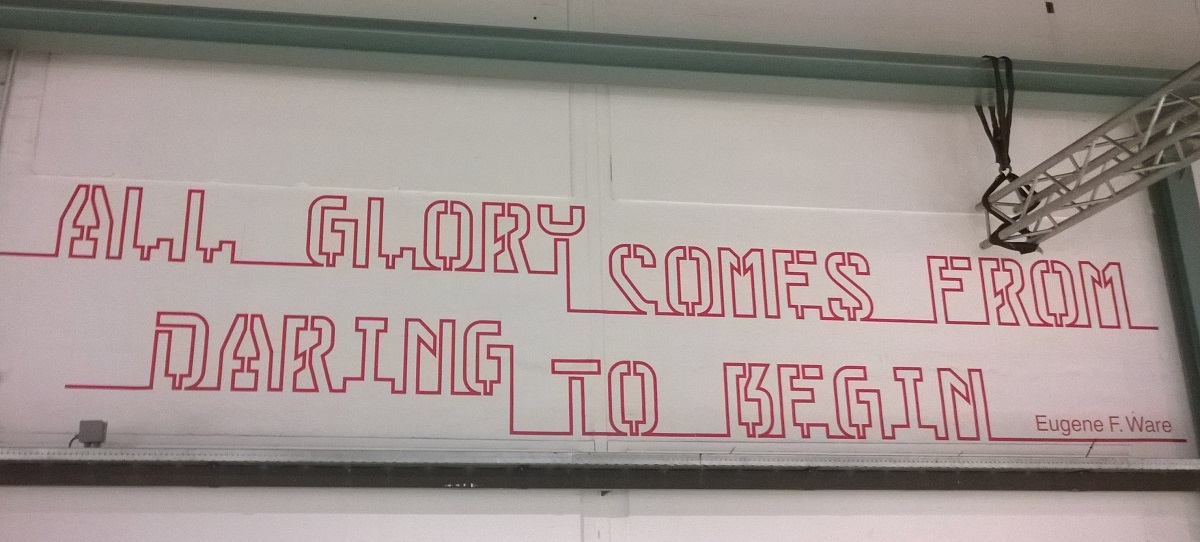 ALL GLORY COMES FROM
DARING TO BEGIN
Eugene F. Ware